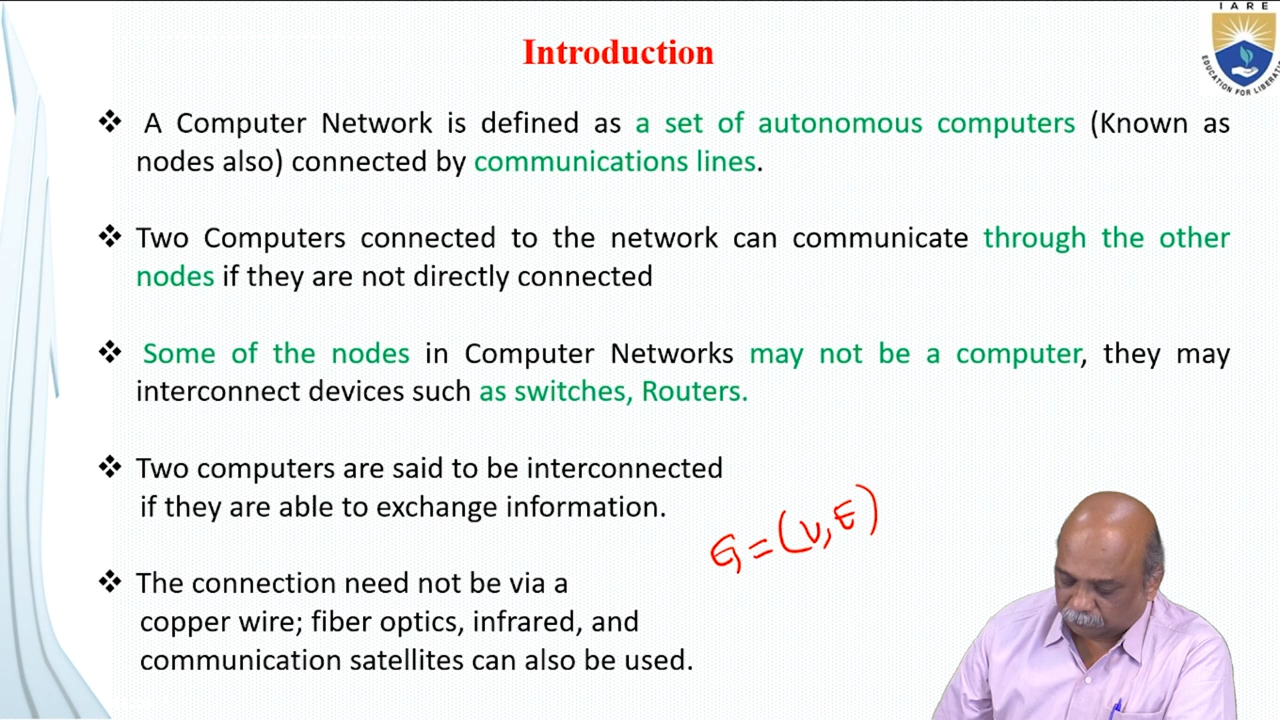 IARE
Introduction
EDUCATION FOR LIBERATI
❖ A Computer Network is defined as a set of autonomous computers (Known as
nodes also) connected by communications lines.
❖ Two Computers connected to the network can communicate through the other
nodes if they are not directly connected
❖ Some of the nodes in Computer Networks may not be a computer, they may
interconnect devices such as switches, Routers.
❖ Two computers are said to be interconnected
if they are able to exchange information.
G=(V,E)
❖ The connection need not be via a
copper wire; fiber optics, infrared, and
communication satellites can also be used.